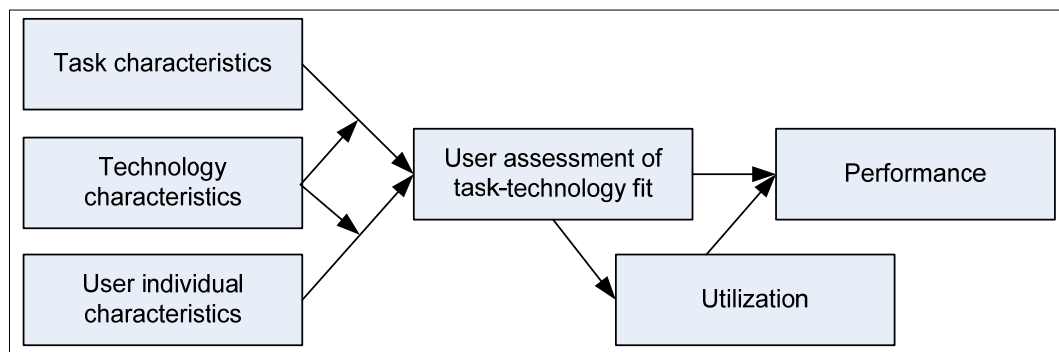 Task characteristics
Technology
characteristics
User individual
characteristics
User assessment of
task-technology fit
Performance
Utilization